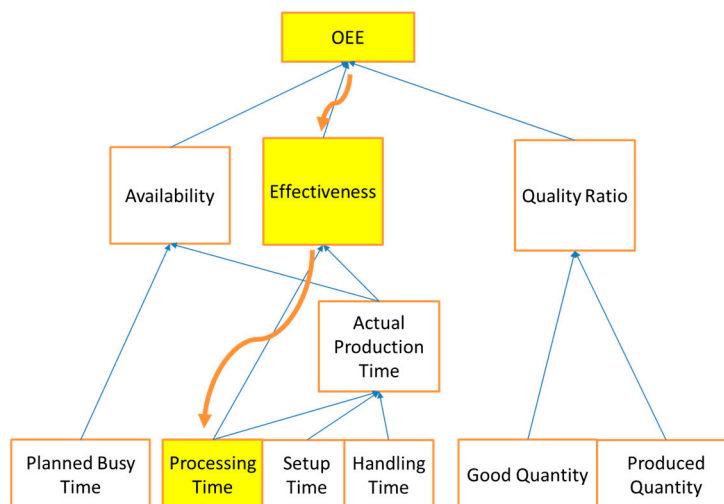 OEE
Availability
Effectiveness
Quality Ratio
Actual
Production
Time
Planned Busy
Time
Processing
Time
Setup
Time
Handling
Time
Good Quantity
Produced
Quantity